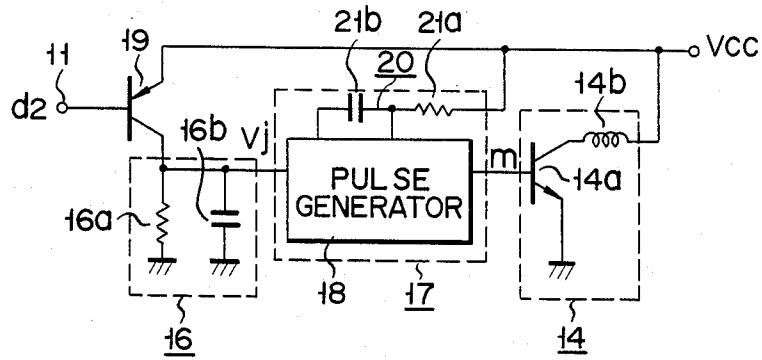 21b
21a
20
19
11
VCC
14b
d2
16b
Vj
m
PULSE
GENERATOR
14a
16a
18
17
16
14